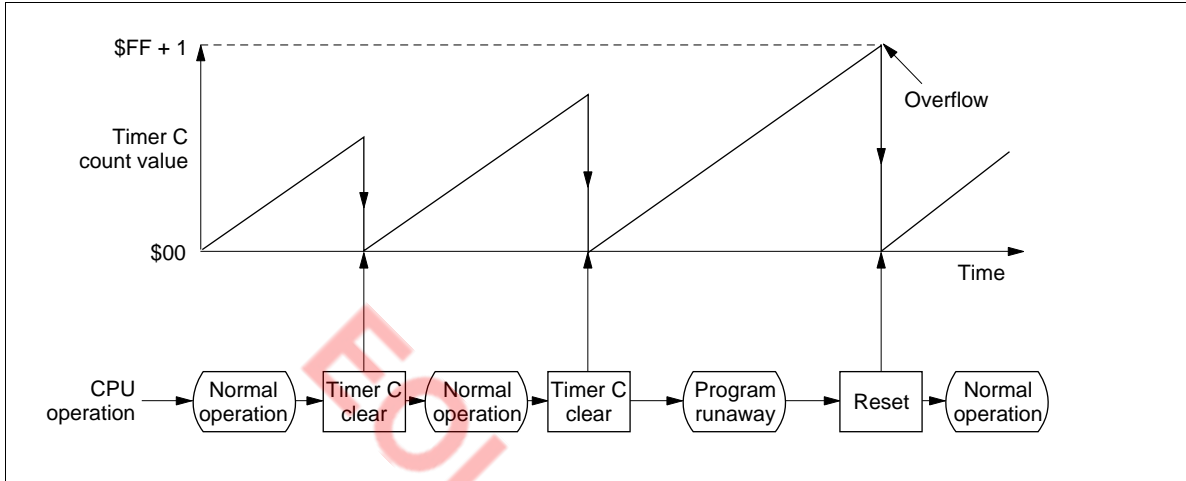 $FF + 1
Overflow
Timer C
count value
$00
Time
CPU
operation
Normal
operation
Timer C
clear
Normal
operation
Timer C
clear
Program
runaway
Reset
Normal
operation